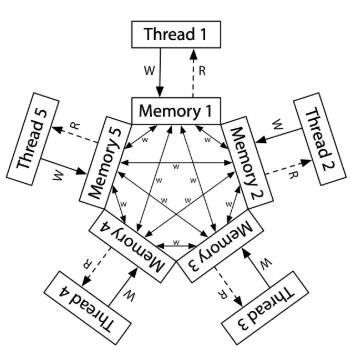 Thread 1
W
R
Memory 1
Thread 5
R
W
Memory 5
Memory 2
W
R
Thread 2
w
w
w
w
w
w
w
w
w
w
Memory 4
Memory 3
R
W
Thread 4
W
R
Thread 3